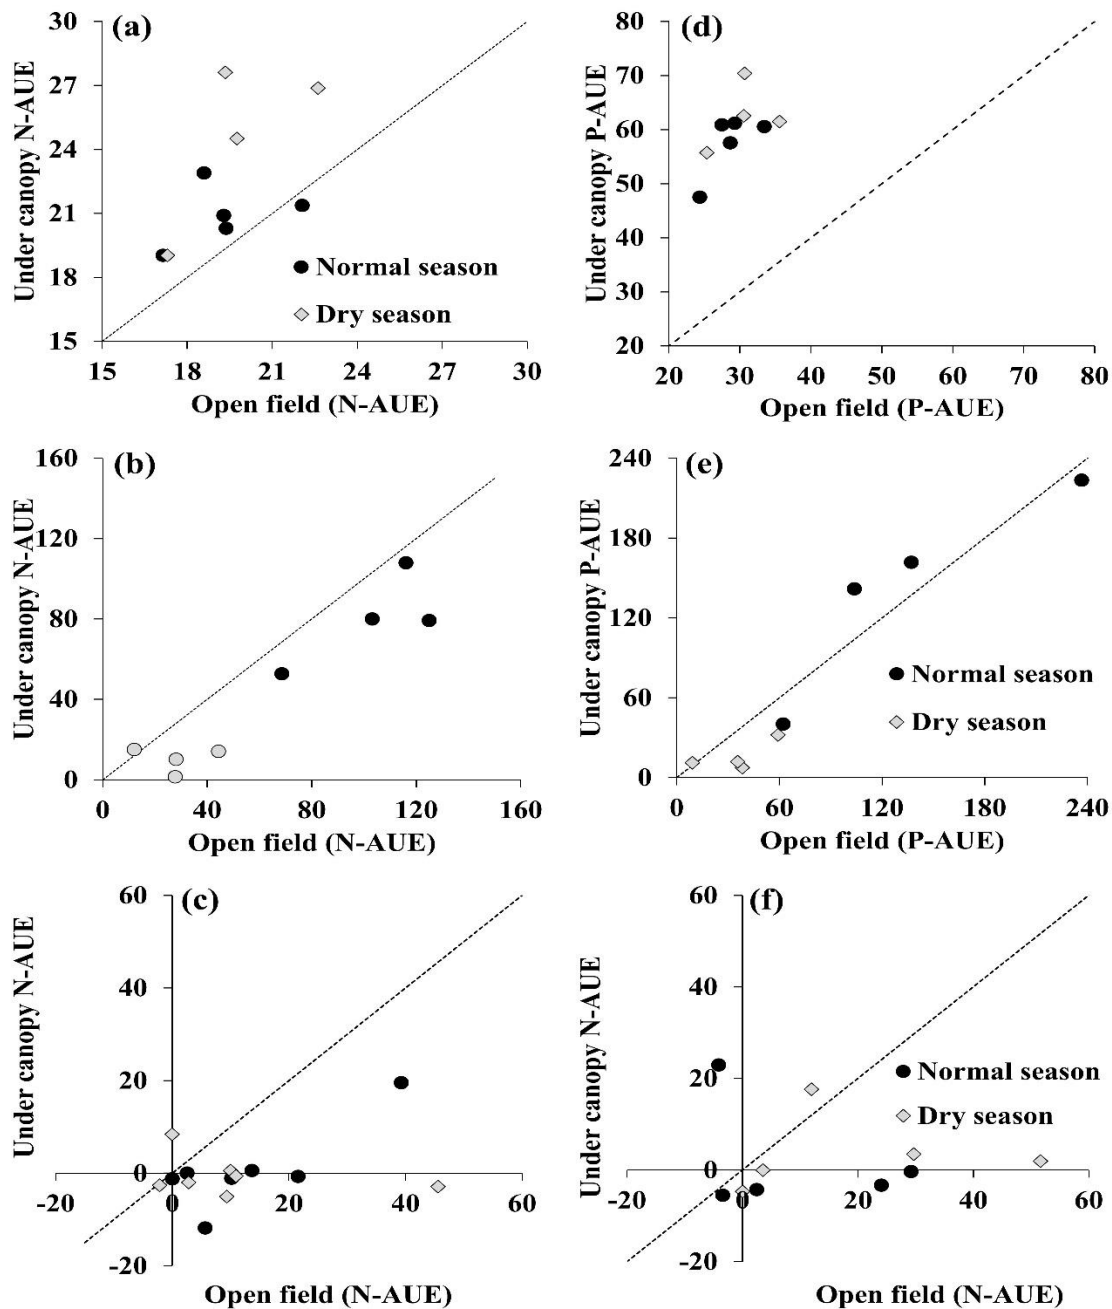 (a)
Under canopy N-AUE
30
27
24
21
18
15
Normal season
Dry season
15 18 21 24 27 30
Open field (N-AUE)
(d)
Under canopy P-AUE
80
70
60
50
40
30
20
20 30 40 50 60 70 80
Open field (P-AUE)
(b)
Under canopy N-AUE
160
120
80
40
0
0 40 80 120 160
Open field (N-AUE)
(e)
Under canopy P-AUE
240
180
120
60
0
Normal season
Dry season
0 60 120 180 240
Open field (P-AUE)
(c)
Under canopy N-AUE
60
40
20
0
-20
-20 0 20 40 60
Open field (N-AUE)
(f)
Under canopy N-AUE
60
40
20
0
-20
Normal season
Dry season
-20 0 20 40 60
Open field (N-AUE)